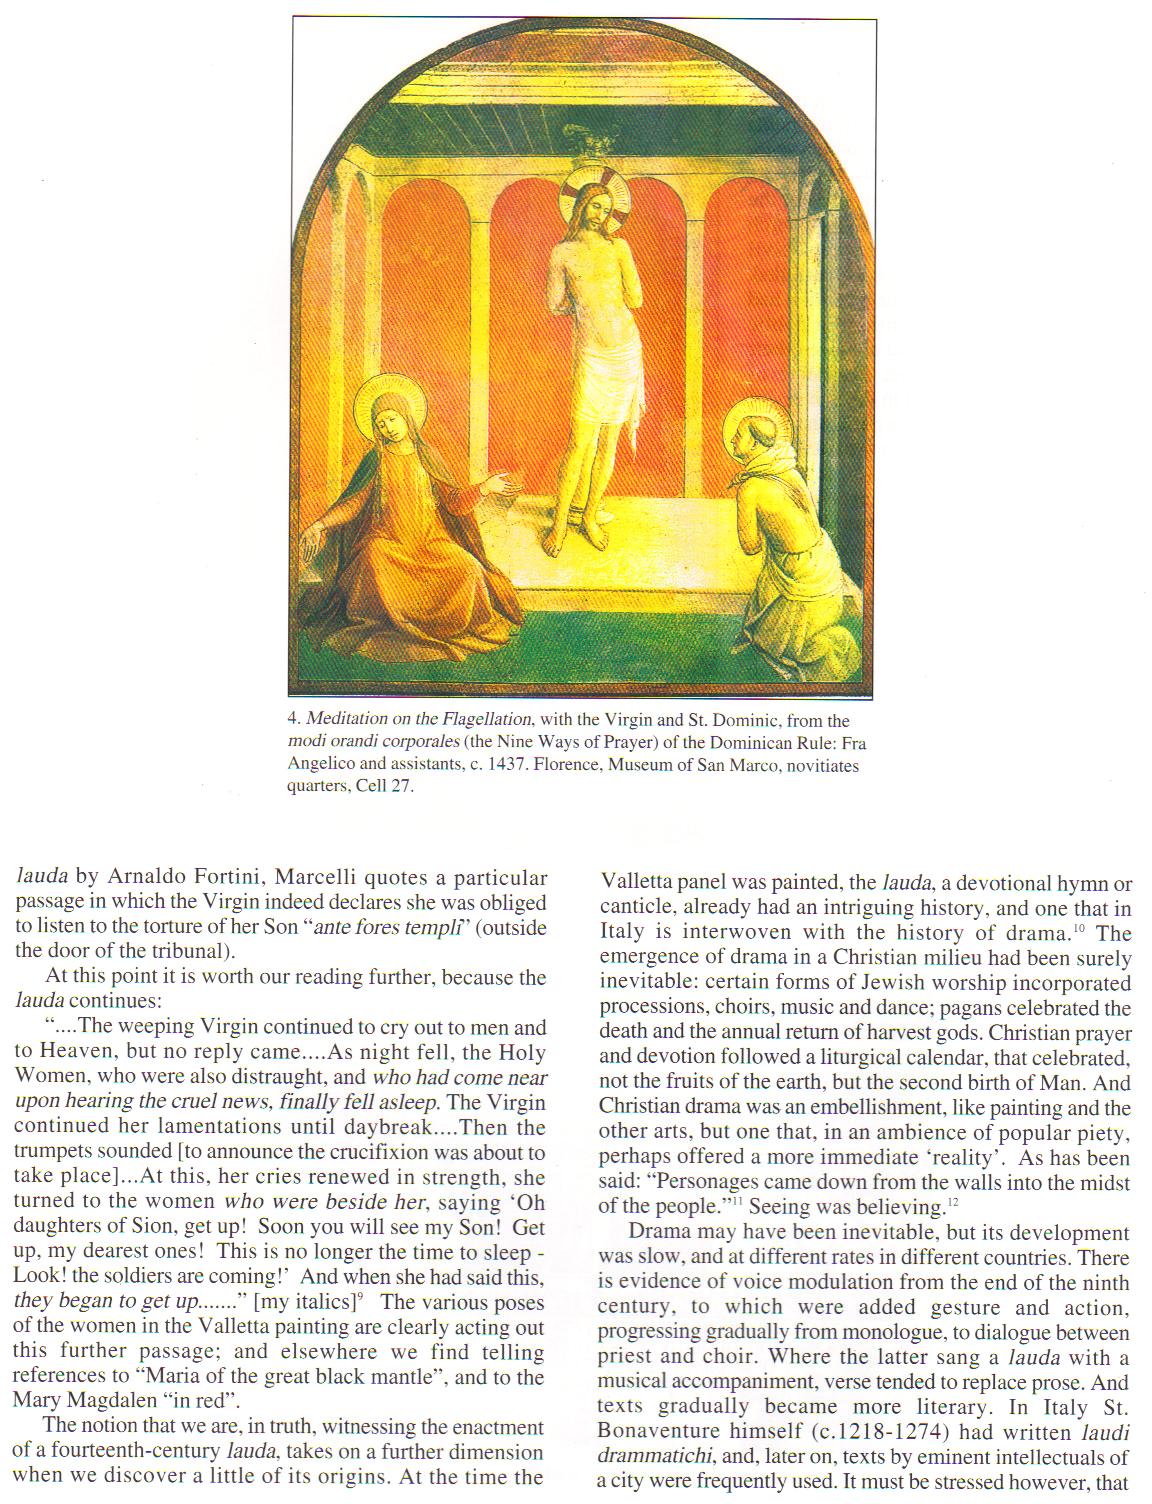 4. Meditation on the Flagellation, with the Virgin and St. Dominic, from the
modi orandi corporales (the Nine Ways of Prayer) of the Dominican Rule: Fra
Angelico and assistants, c. 1437. Florence, Museum of San Marco, novitiates
quarters, Cell 27.
lauda by Arnaldo Fortini, Marcelli quotes a particular
passage in which the Virgin indeed declares she was obliged
to listen to the torture of her Son “ante fores templi” (outside
the door of the tribunal).
At this point it is worth our reading further, because the
lauda continues:
“....The weeping Virgin continued to cry out to men and
to Heaven, but no reply came....As night fell, the Holy
Women, who were also distraught, and who had come near
upon hearing the cruel news, finally fell asleep. The Virgin
continued her lamentations until daybreak....Then the
trumpets sounded [to announce the crucifixion was about to
take place]...At this, her cries renewed in strength, she
turned to the women who were beside her, saying ‘Oh
daughters of Sion, get up! Soon you will see my Son! Get
up, my dearest ones! This is no longer the time to sleep -
Look! the soldiers are coming!’ And when she had said this,
they began to get up.......” [my italics]⁹ The various poses
of the women in the Valletta painting are clearly acting out
this further passage; and elsewhere we find telling
references to “Maria of the great black mantle”, and to the
Mary Magdalen “in red”.
The notion that we are, in truth, witnessing the enactment
of a fourteenth-century lauda, takes on a further dimension
when we discover a little of its origins. At the time the
Valletta panel was painted, the lauda, a devotional hymn or
canticle, already had an intriguing history, and one that in
Italy is interwoven with the history of drama.¹⁰ The
emergence of drama in a Christian milieu had been surely
inevitable: certain forms of Jewish worship incorporated
processions, choirs, music and dance; pagans celebrated the
death and the annual return of harvest gods. Christian prayer
and devotion followed a liturgical calendar, that celebrated,
not the fruits of the earth, but the second birth of Man. And
Christian drama was an embellishment, like painting and the
other arts, but one that, in an ambience of popular piety,
perhaps offered a more immediate ‘reality’. As has been
said: “Personages came down from the walls into the midst
of the people.”¹¹ Seeing was believing.¹²
Drama may have been inevitable, but its development
was slow, and at different rates in different countries. There
is evidence of voice modulation from the end of the ninth
century, to which were added gesture and action,
progressing gradually from monologue, to dialogue between
priest and choir. Where the latter sang a lauda with a
musical accompaniment, verse tended to replace prose. And
texts gradually became more literary. In Italy St.
Bonaventure himself (c.1218-1274) had written laudi
drammatichi, and, later on, texts by eminent intellectuals of
a city were frequently used. It must be stressed however, that